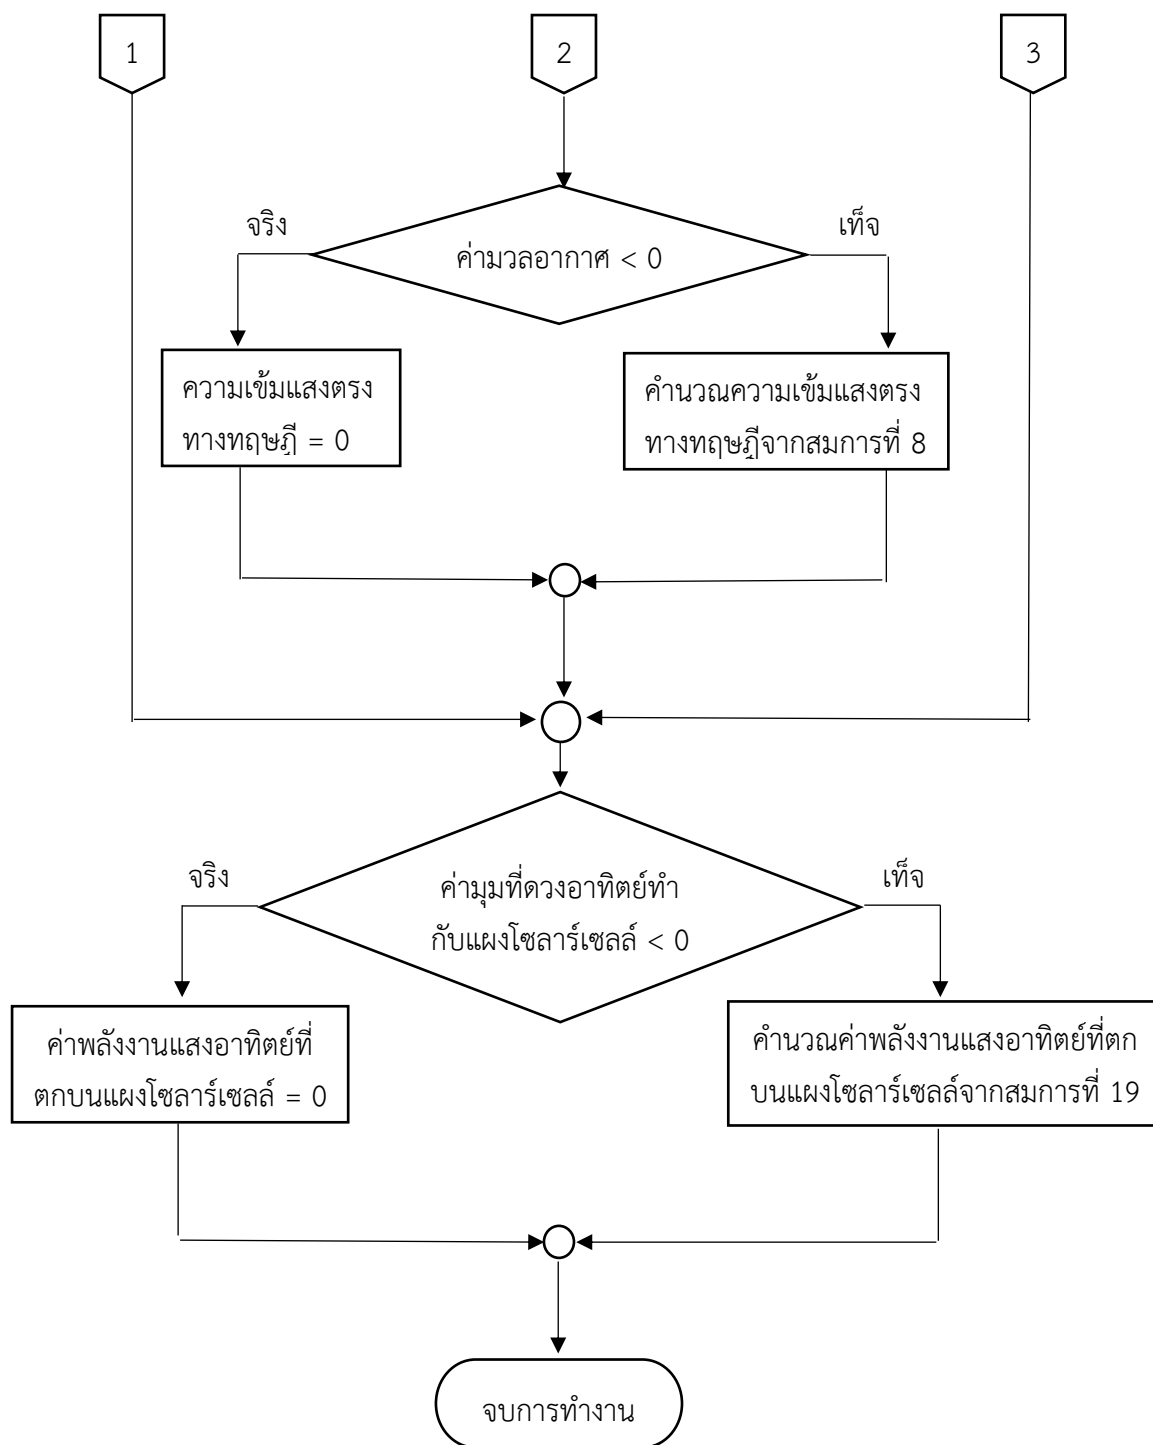 1
2
3
จริง
เท็จ
ค่ามวลอากาศ < 0
ความเข้มแสงตรง
ทางทฤษฎี = 0
คำนวณความเข้มแสงตรง
ทางทฤษฎีจากสมการที่ 8
จริง
เท็จ
ค่ามุมที่ดวงอาทิตย์ทำ
กับแผงโซลาร์เซลล์ < 0
ค่าพลังงานแสงอาทิตย์ที่
ตกบนแผงโซลาร์เซลล์ = 0
คำนวณค่าพลังงานแสงอาทิตย์ที่ตก
บนแผงโซลาร์เซลล์จากสมการที่ 19
จบการทำงาน